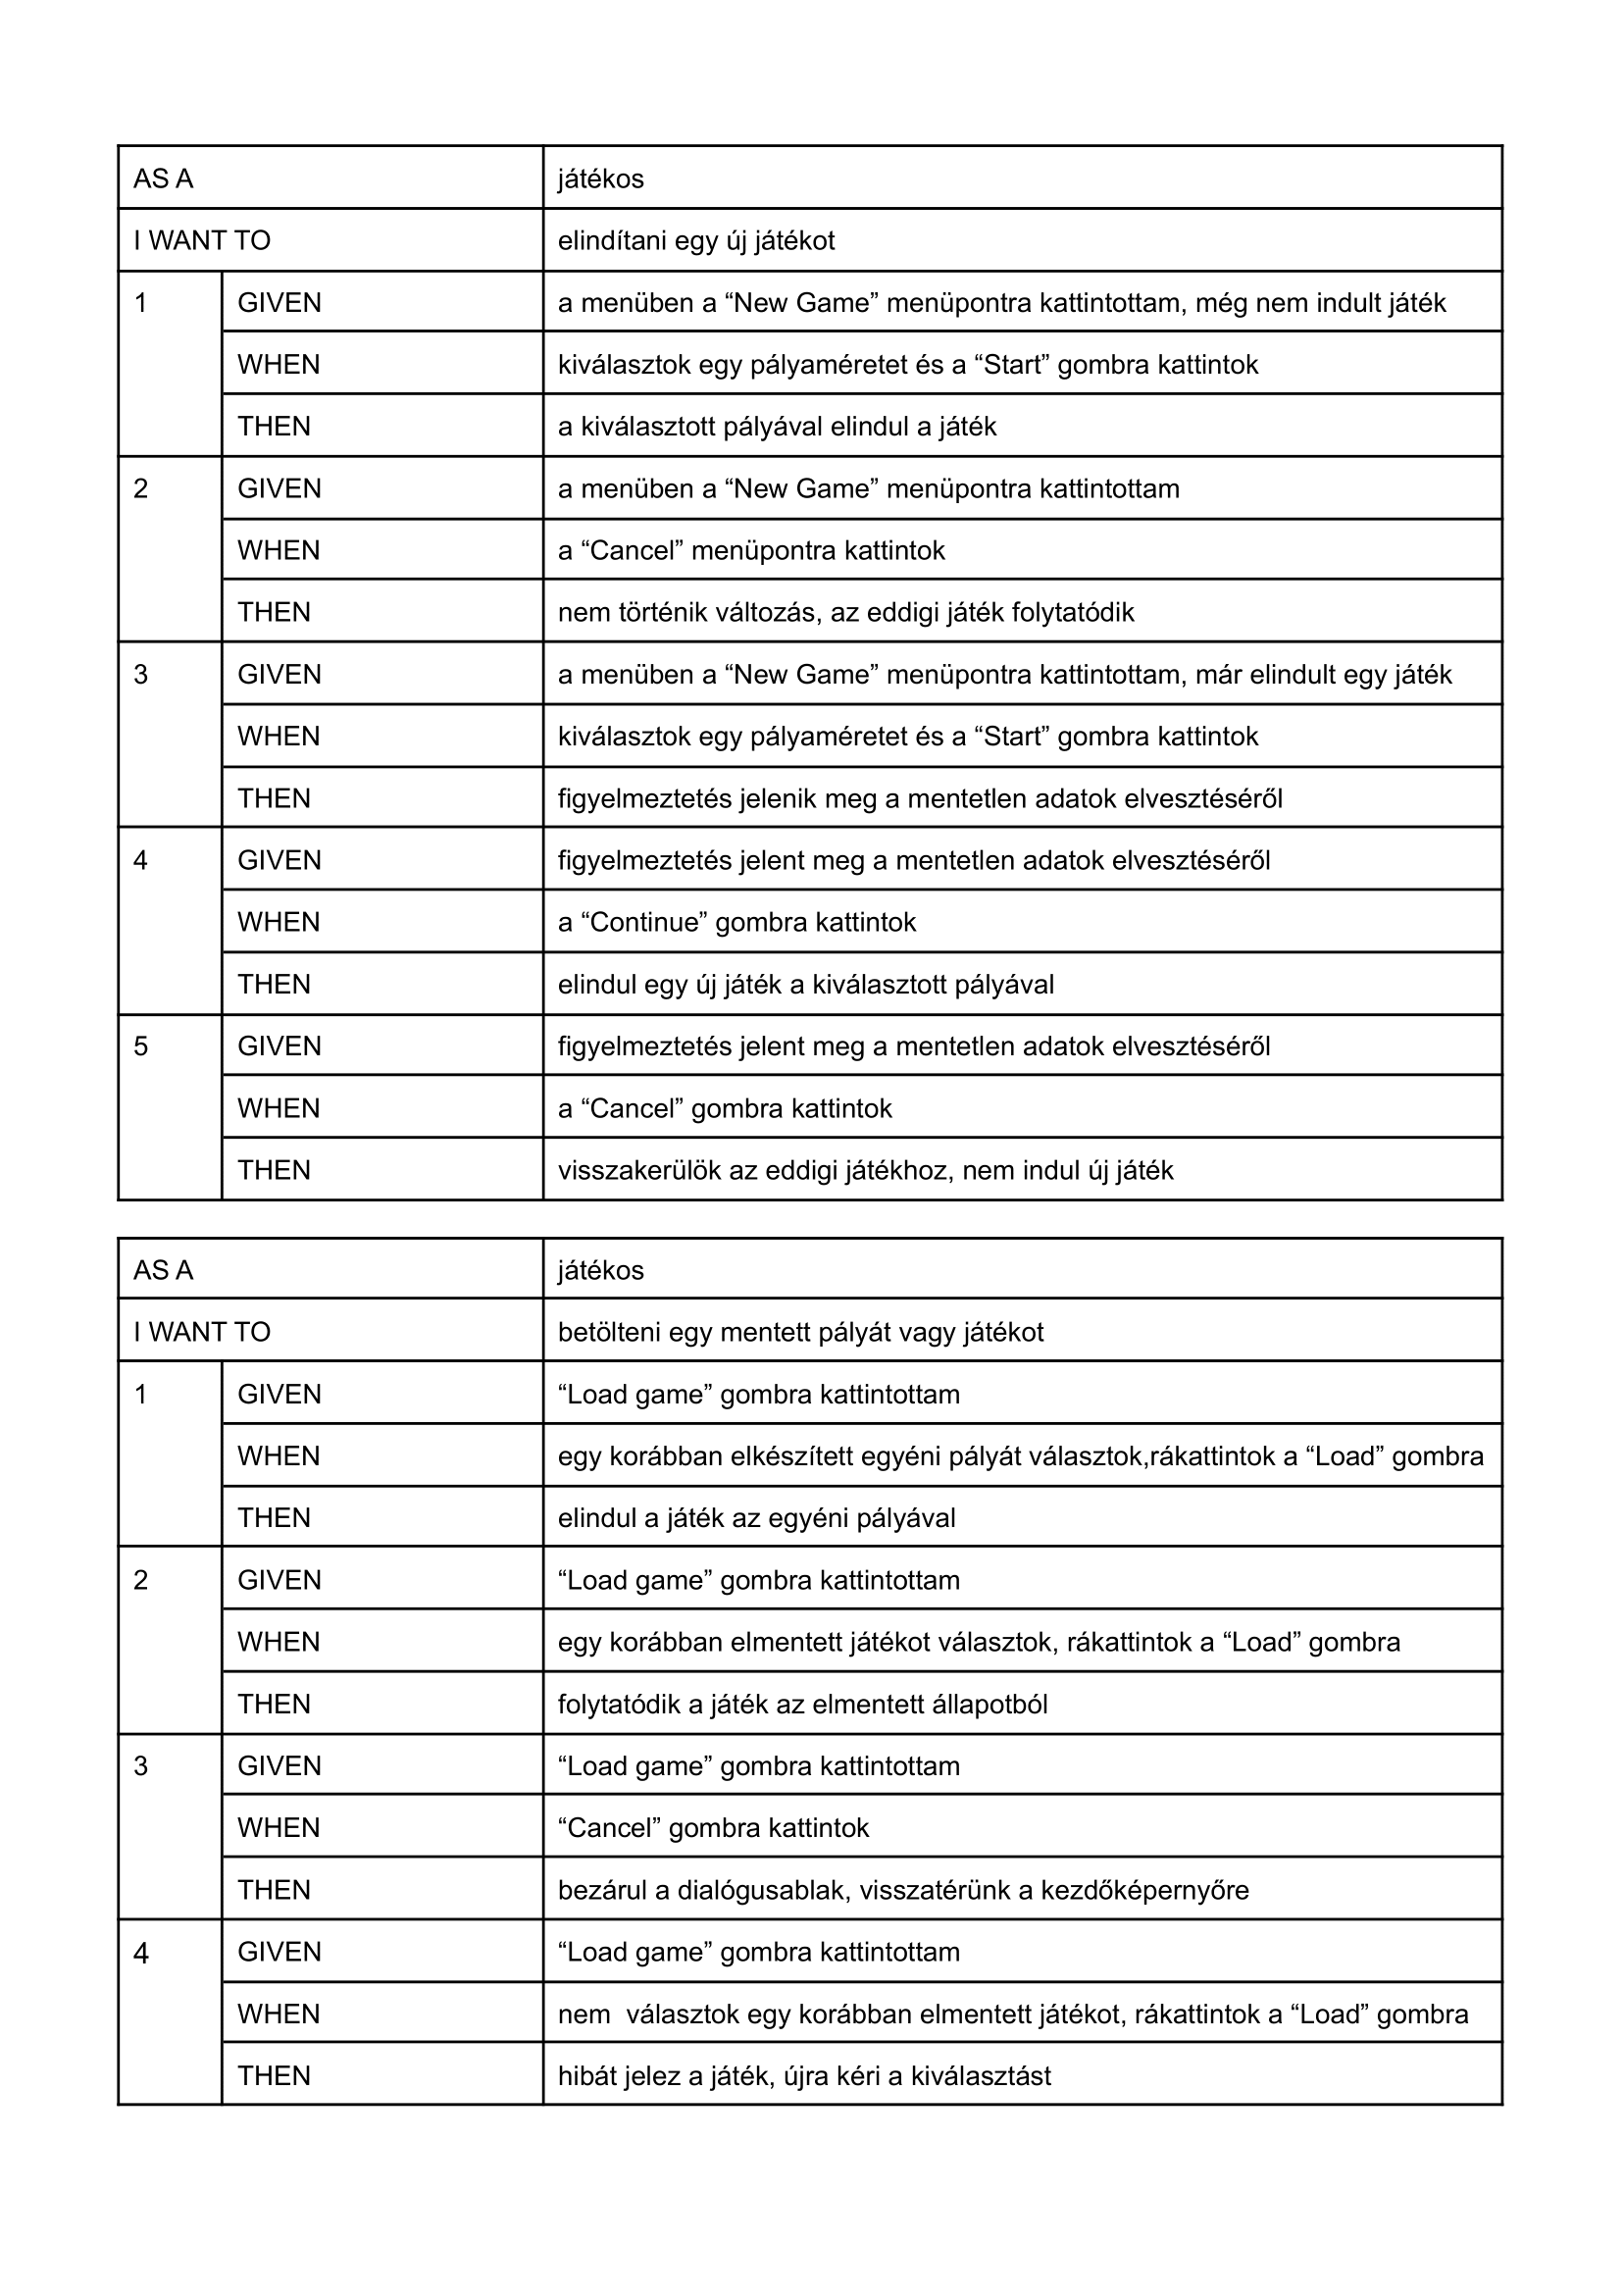 AS A játékos
I WANT TO elindítani egy új játékot
1 GIVEN a menüben a “New Game” menüpontra kattintottam, még nem indult játék
WHEN kiválasztok egy pályaméretet és a “Start” gombra kattintok
THEN a kiválasztott pályával elindul a játék
2 GIVEN a menüben a “New Game” menüpontra kattintottam
WHEN a “Cancel” menüpontra kattintok
THEN nem történik változás, az eddigi játék folytatódik
3 GIVEN a menüben a “New Game” menüpontra kattintottam, már elindult egy játék
WHEN kiválasztok egy pályaméretet és a “Start” gombra kattintok
THEN figyelmeztetés jelenik meg a mentetlen adatok elvesztéséről
4 GIVEN figyelmeztetés jelent meg a mentetlen adatok elvesztéséről
WHEN a “Continue” gombra kattintok
THEN elindul egy új játék a kiválasztott pályával
5 GIVEN figyelmeztetés jelent meg a mentetlen adatok elvesztéséről
WHEN a “Cancel” gombra kattintok
THEN visszakerülök az eddigi játékhoz, nem indul új játék
AS A játékos
I WANT TO betölteni egy mentett pályát vagy játékot
1 GIVEN “Load game” gombra kattintottam
WHEN egy korábban elkészített egyéni pályát választok,rákattintok a “Load” gombra
THEN elindul a játék az egyéni pályával
2 GIVEN “Load game” gombra kattintottam
WHEN egy korábban elmentett játékot választok, rákattintok a “Load” gombra
THEN folytatódik a játék az elmentett állapotból
3 GIVEN “Load game” gombra kattintottam
WHEN “Cancel” gombra kattintok
THEN bezárul a dialógusablak, visszatérünk a kezdőképernyőre
4 GIVEN “Load game” gombra kattintottam
WHEN nem  választok egy korábban elmentett játékot, rákattintok a “Load” gombra
THEN hibát jelez a játék, újra kéri a kiválasztást